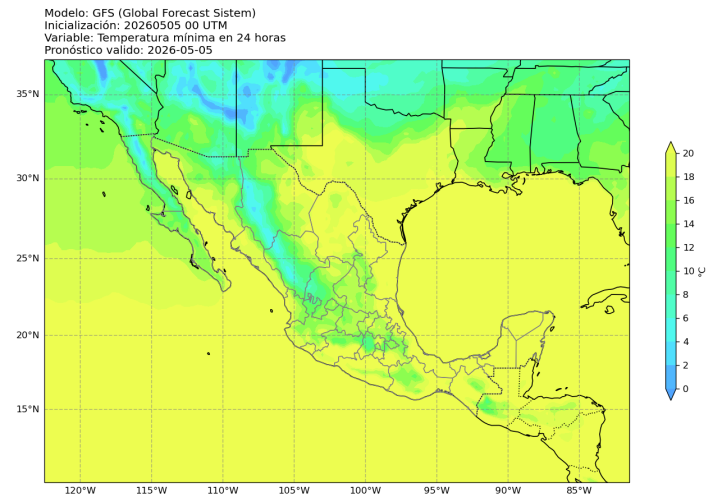 Modelo: GFS (Global Forecast Sistem)
Inicialización: 20260505 00 UTM
Variable: Temperatura mínima en 24 horas
Pronóstico valido: 2026-05-05
35°N
30°N
25°N
20°N
15°N
120°W
115°W
110°W
105°W
100°W
95°W
90°W
85°W
20
18
16
14
12
10
8
6
4
2
0
°C